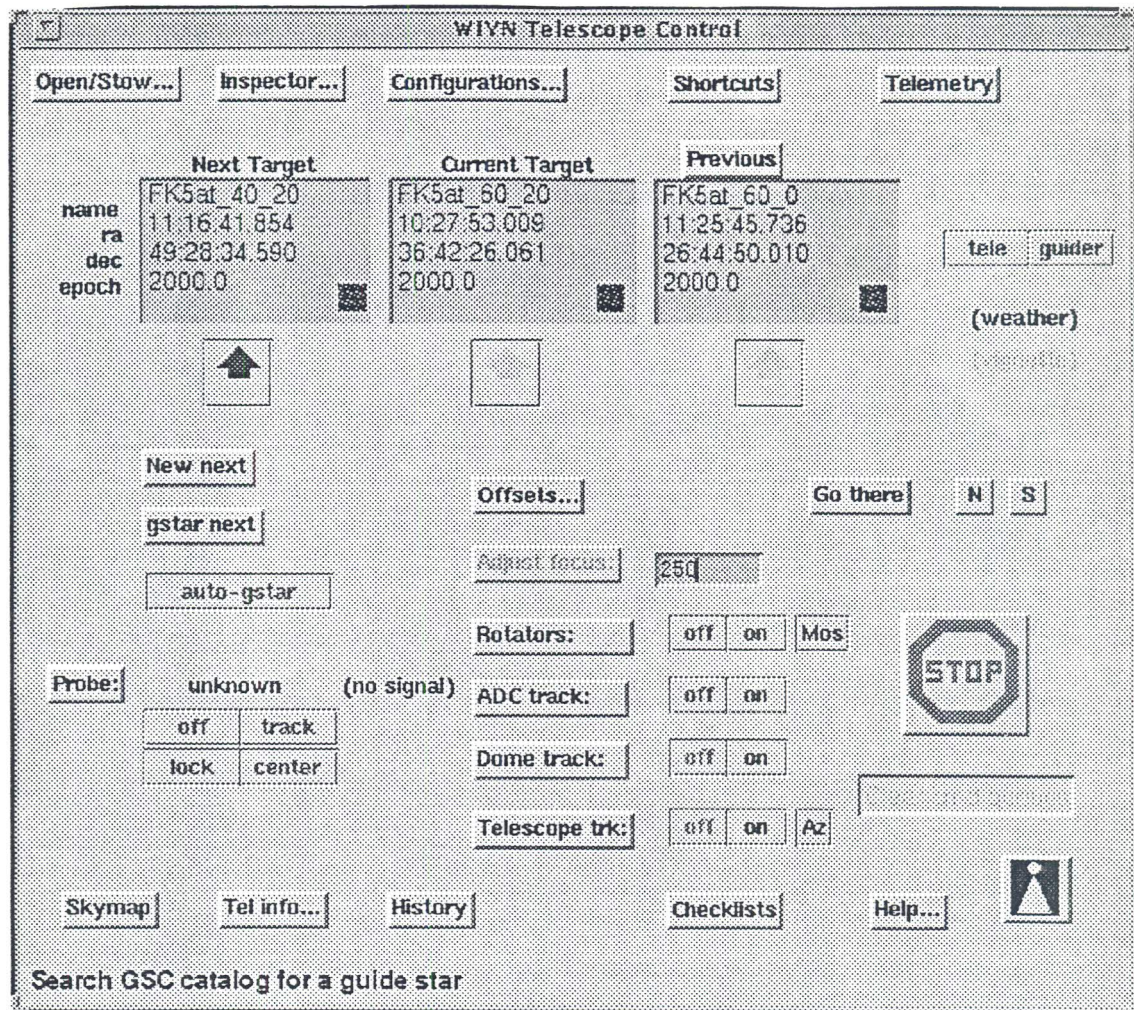 WIYN Telescope Control
Open/Stow... Inspector... Configurations... Shortcuts Telemetry
Next Target Current Target Previous
name FK5at_40_20 FK5at_60_20 FK5at_60_0
ra 11:16:41.854 10:27:53.009 11:25:45.736
dec 49:28:34.590 36:42:26.061 26:44:50.010
epoch 2000.0 2000.0 2000.0
tele guider
(weather)
New next
Offsets... Go there N S
gstar next
Adjust focus: 250
auto-gstar
Rotators: off on Mos
STOP
Probe: unknown (no signal) ADC track: off on
off track
lock center Dome track: off on
Telescope trk: off on Az
Skymap Tel info... History Checklists Help...
Search GSC catalog for a guide star